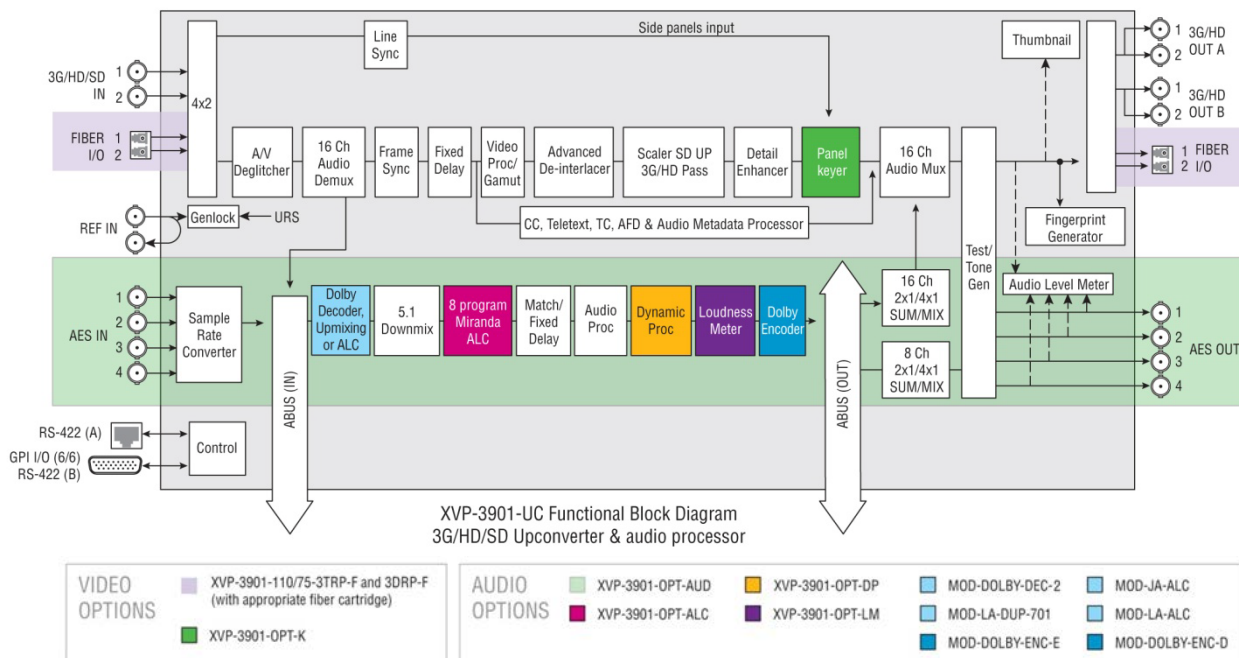 Line
Sync
Side panels input
Thumbnail
1
2
3G/HD
OUT A
1
2
3G/HD
OUT B
3G/HD/SD
IN
1
2
4x2
FIBER
I/O
1
2
A/V
Deglitcher
16 Ch
Audio
Demux
Frame
Sync
Fixed
Delay
Video
Proc/
Gamut
Advanced
De-interlacer
Scaler SD UP
3G/HD Pass
Detail
Enhancer
Panel
keyer
16 Ch
Audio Mux
1
2
FIBER
I/O
REF IN
Genlock
URS
CC, Teletext, TC, AFD & Audio Metadata Processor
Fingerprint
Generator
Test/
Tone
Gen
AES IN
1
2
3
4
Sample
Rate
Converter
ABUS (IN)
Dolby
Decoder,
Upmixing
or ALC
5.1
Downmix
8 program
Miranda
ALC
Match/
Fixed
Delay
Audio
Proc
Dynamic
Proc
Loudness
Meter
Dolby
Encoder
ABUS (OUT)
16 Ch
2x1/4x1
SUM/MIX
8 Ch
2x1/4x1
SUM/MIX
Audio Level Meter
1
2
3
4
AES OUT
RS-422 (A)
GPI I/O (6/6)
RS-422 (B)
Control
XVP-3901-UC Functional Block Diagram
3G/HD/SD Upconverter & audio processor
VIDEO
OPTIONS
XVP-3901-110/75-3TRP-F and 3DRP-F
(with appropriate fiber cartridge)
XVP-3901-OPT-K
AUDIO
OPTIONS
XVP-3901-OPT-AUD
XVP-3901-OPT-ALC
XVP-3901-OPT-DP
XVP-3901-OPT-LM
MOD-DOLBY-DEC-2
MOD-LA-DUP-701
MOD-DOLBY-ENC-E
MOD-JA-ALC
MOD-LA-ALC
MOD-DOLBY-ENC-D